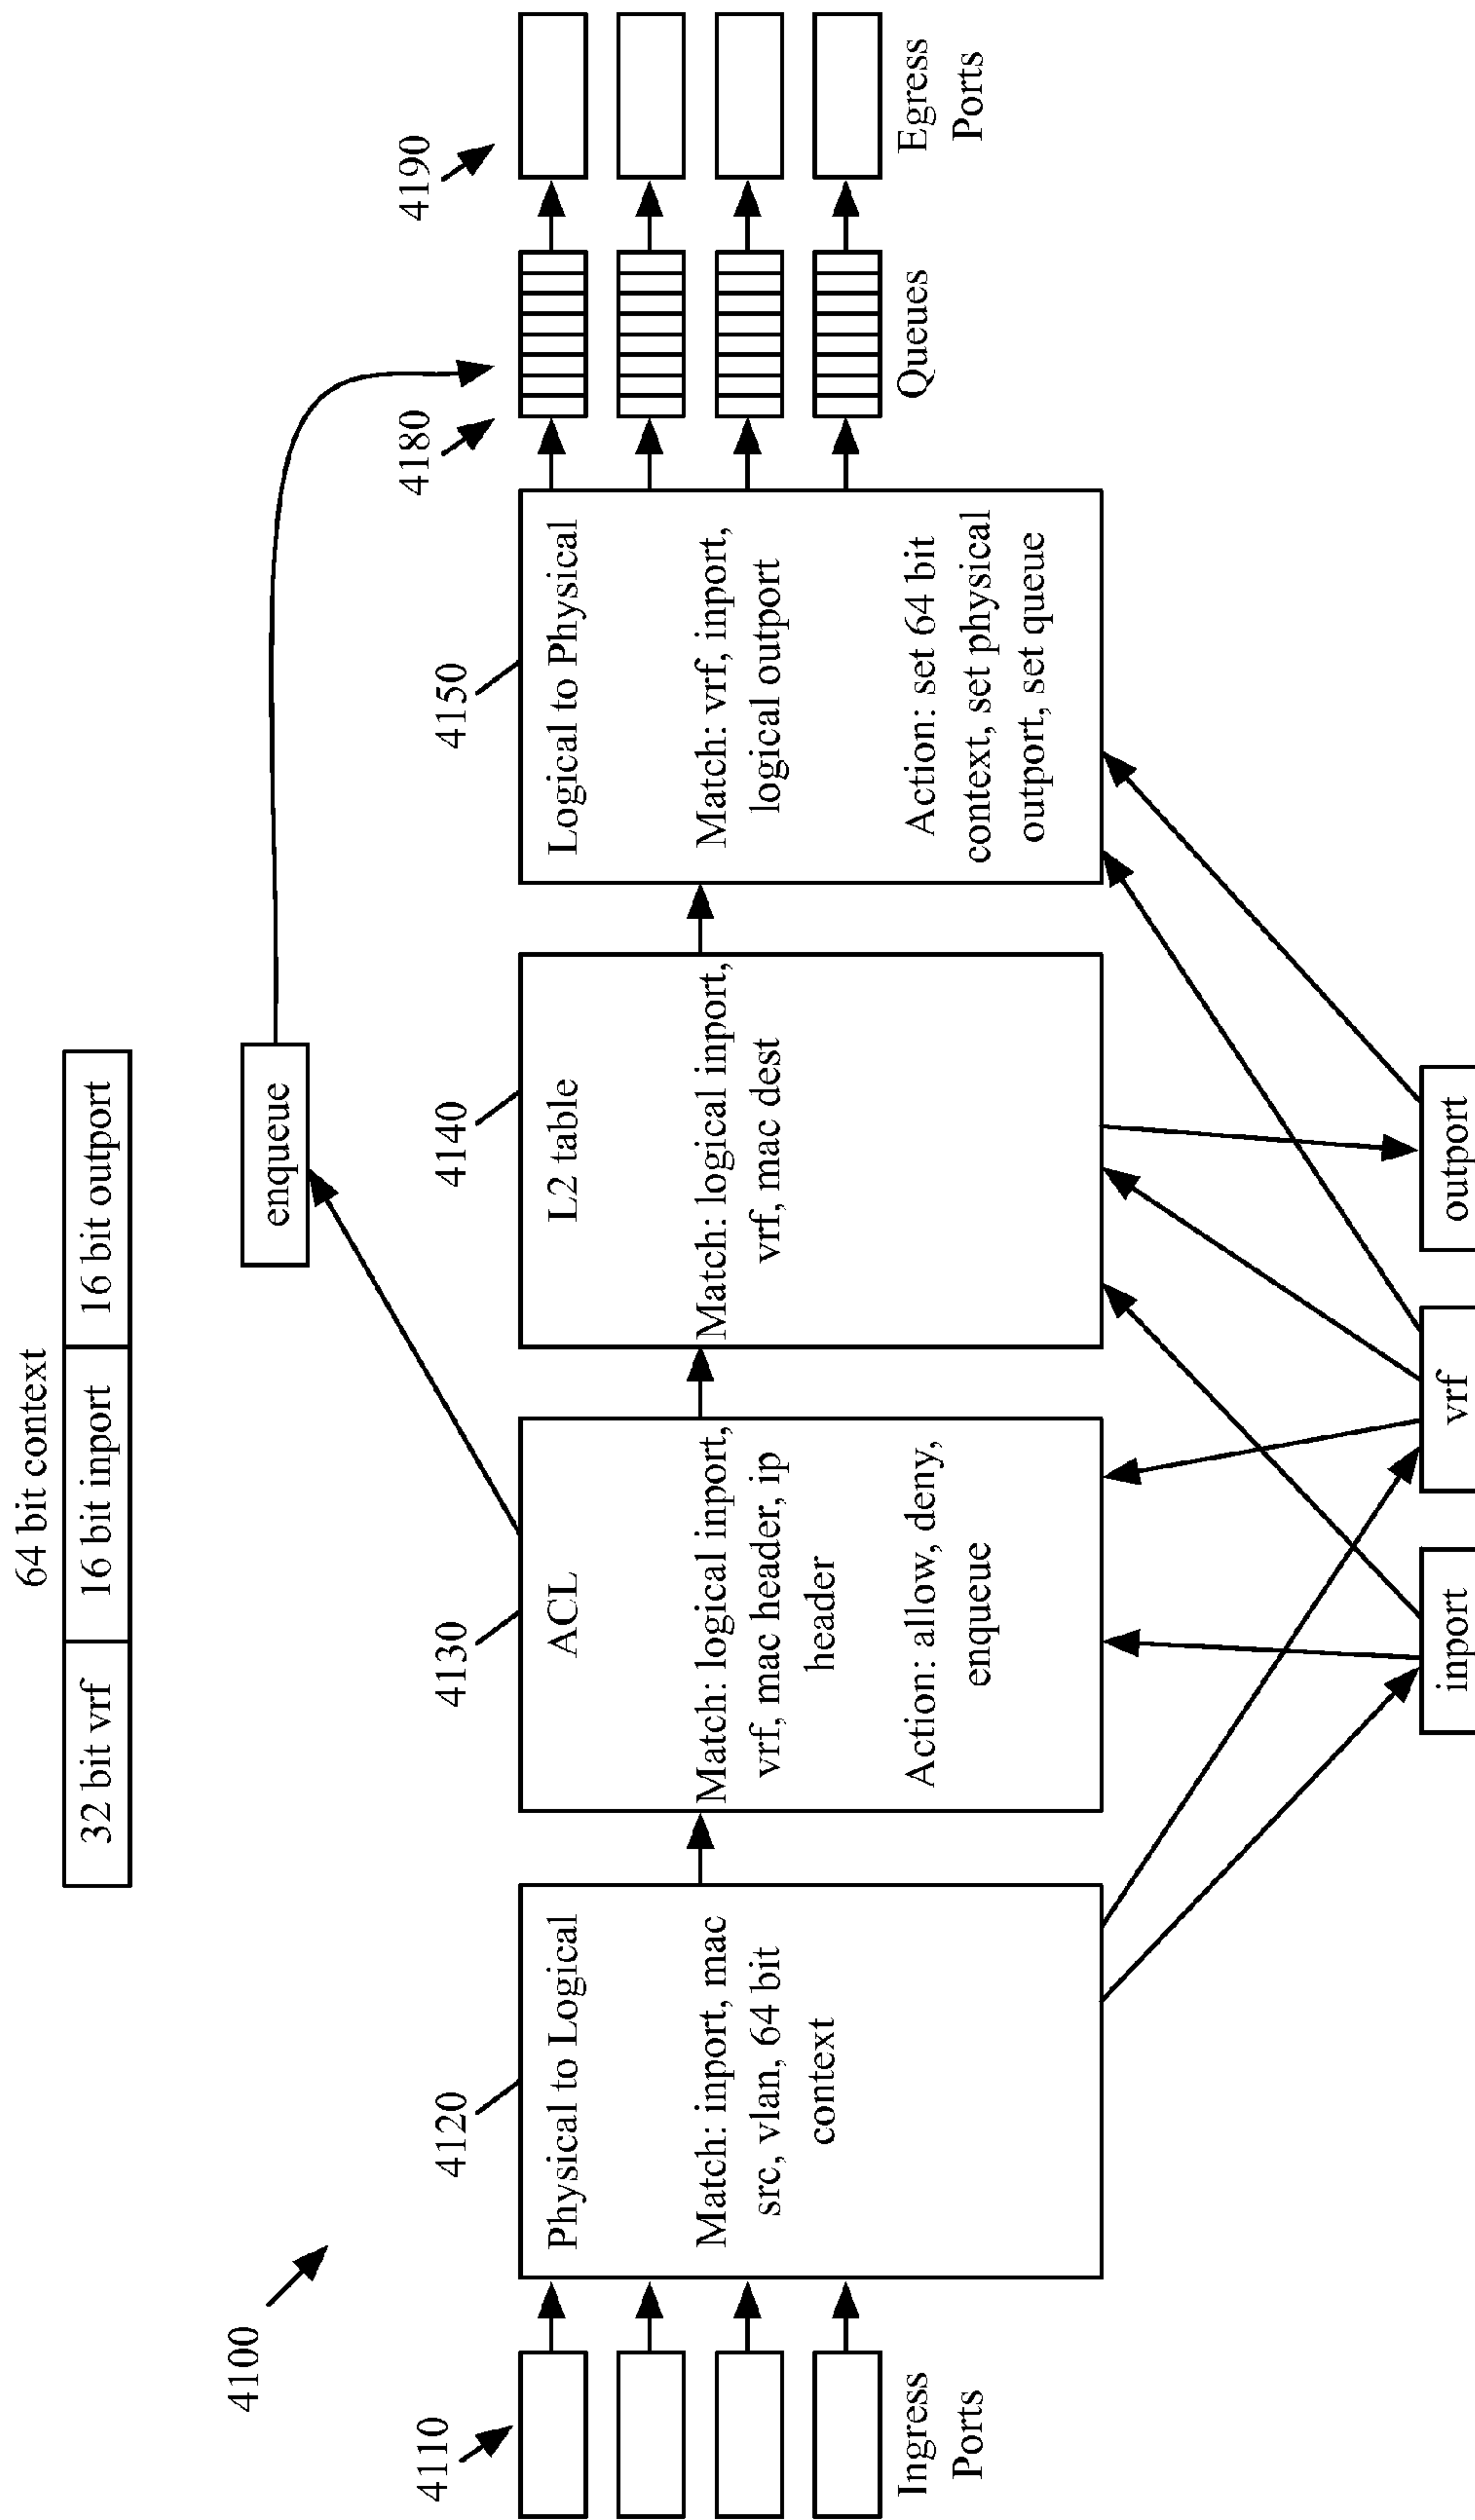 64 bit context
32 bit vrf
16 bit inport
16 bit outport
4100
enqueue
4110
4120
4130
4140
4150
4180
4190
Physical to Logical
Match: inport, mac
src, vlan, 64 bit
context
ACL
Match: logical inport,
vrf, mac header, ip
header
Action: allow, deny,
enqueue
L2 table
Match: logical inport,
vrf, mac dest
Logical to Physical
Match: vrf, inport,
logical outport
Action: set 64 bit
context, set physical
outport, set queue
Ingress
Ports
Queues
Egress
Ports
inport
vrf
outport